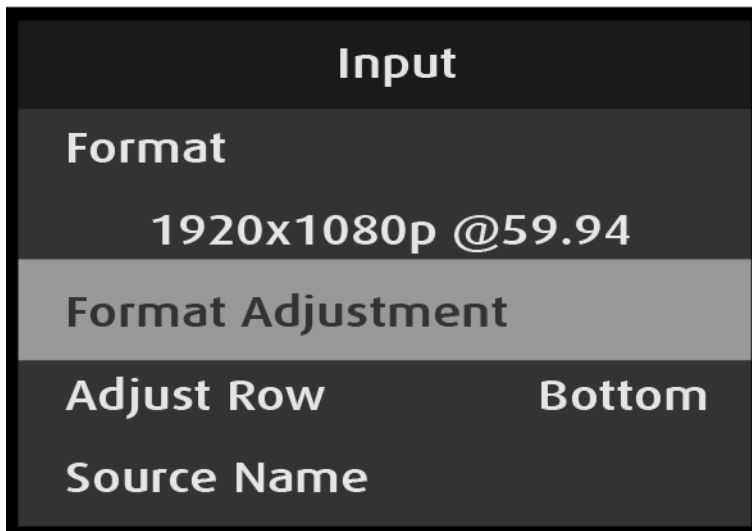 Input
Format
1920x1080p @59.94
Format Adjustment
Adjust Row Bottom
Source Name